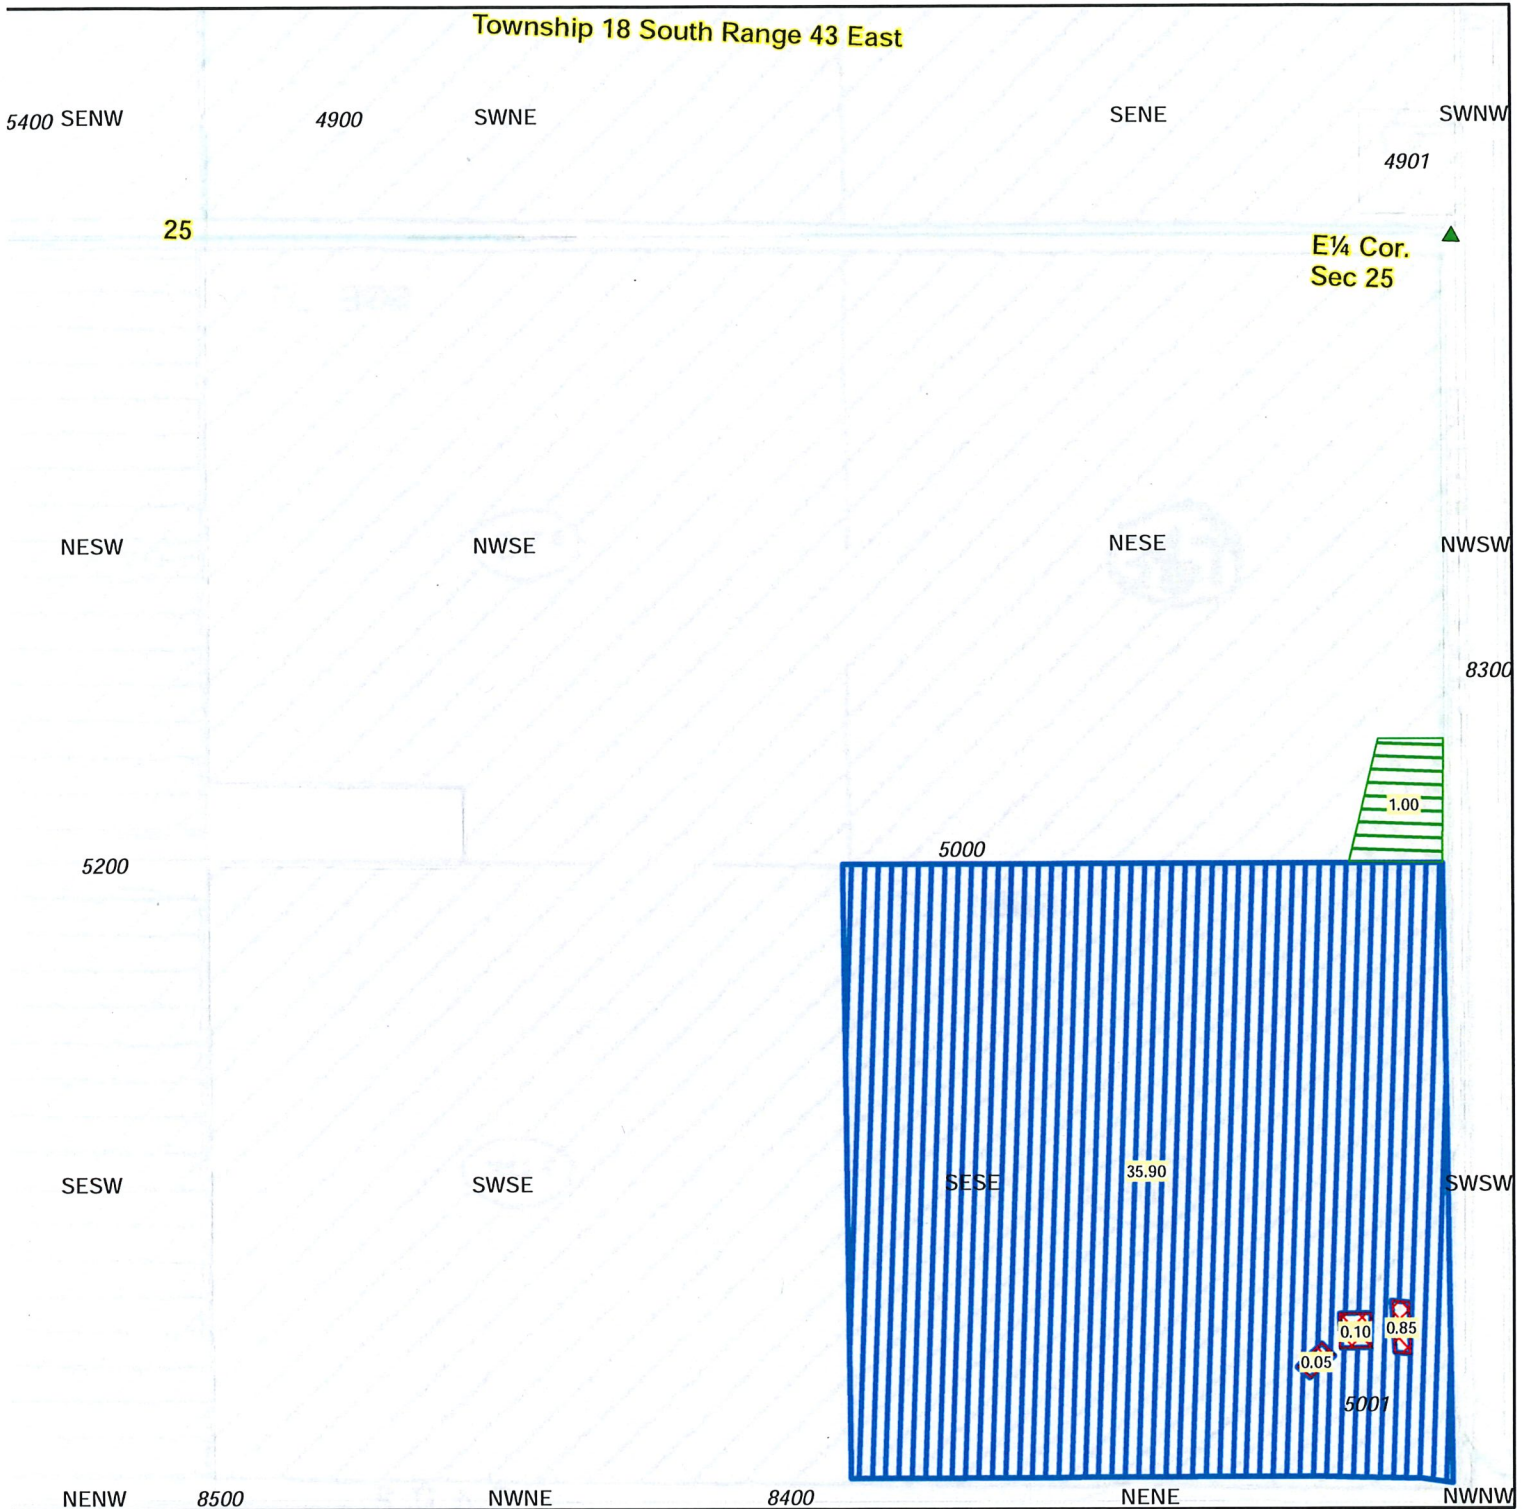 Township 18 South Range 43 East
5400 SENW 4900 SWNE SENE SWNW
4901
25
E¼ Cor.
Sec 25
NESW NWSE NESE NWSW
8300
1.00
5200 5000
SESW SWSE SESE 35.90 SWSW
0.05 0.10 0.85
5001
NENW 8500 NWNE 8400 NENE NWNW